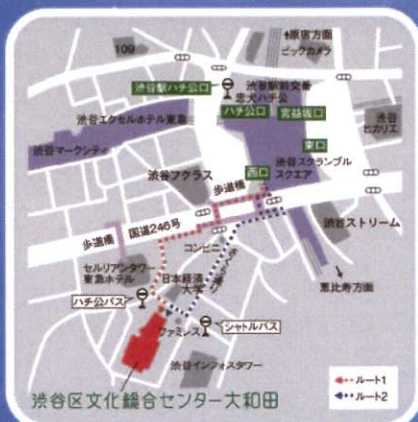 ↑原宿方面
ビックカメラ
109
渋谷駅ハチ公口
渋谷駅前交番
忠犬ハチ公
ハチ公口
宮益坂口
渋谷エクセルホテル東急
東口
渋谷
ヒカリエ
渋谷マークシティ
西口
渋谷スクランブル
スクエア
渋谷フクラス
歩道橋
歩道橋
国道246号
渋谷ストリーム
コンビニ
セルリアンタワー
東急ホテル
日本経済
大学
恵比寿方面
ハチ公バス
ファミレス
シャトルバス
渋谷インフォスタワー
ルート1
ルート2
渋谷区文化総合センター大和田